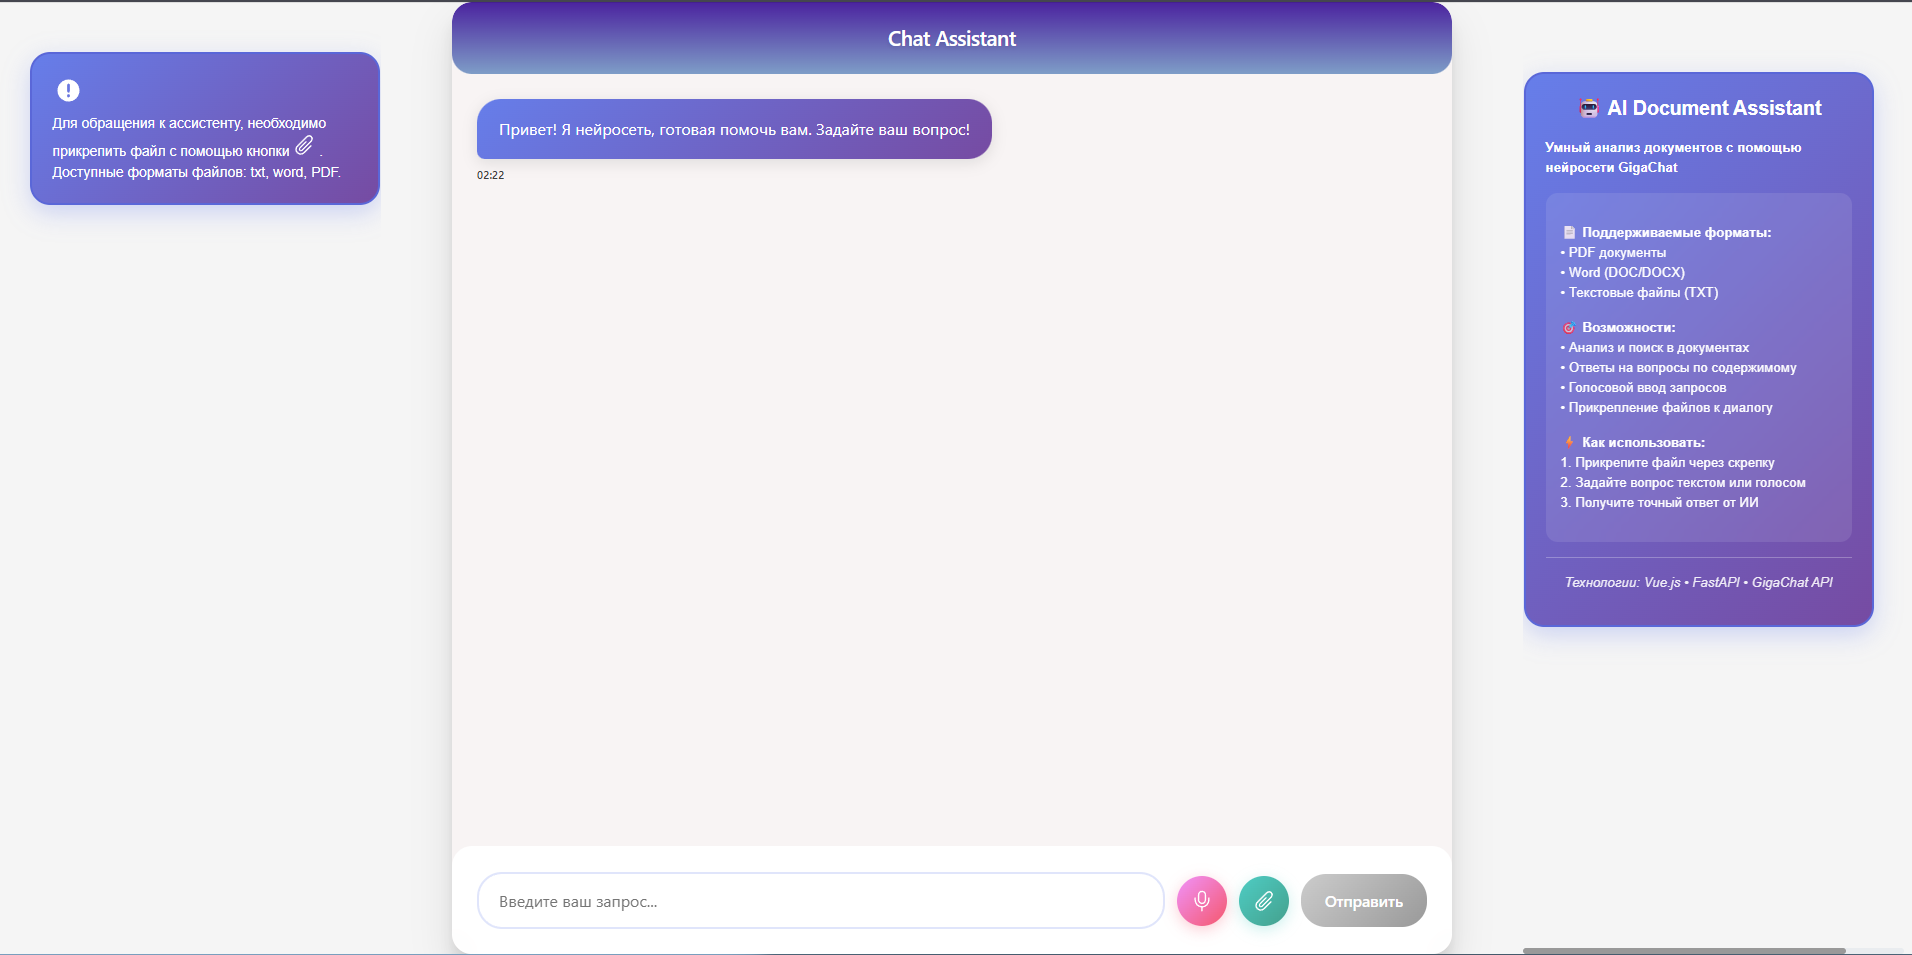 Chat Assistant
Для обращения к ассистенту, необходимо
прикрепить файл с помощью кнопки .
Доступные форматы файлов: txt, word, PDF.
Привет! Я нейросеть, готовая помочь вам. Задайте ваш вопрос!
02:22
AI Document Assistant
Умный анализ документов с помощью
нейросети GigaChat
Поддерживаемые форматы:
• PDF документы
• Word (DOC/DOCX)
• Текстовые файлы (TXT)
Возможности:
• Анализ и поиск в документах
• Ответы на вопросы по содержимому
• Голосовой ввод запросов
• Прикрепление файлов к диалогу
Как использовать:
1. Прикрепите файл через скрепку
2. Задайте вопрос текстом или голосом
3. Получите точный ответ от ИИ
Технологии: Vue.js • FastAPI • GigaChat API
Введите ваш запрос...
Отправить